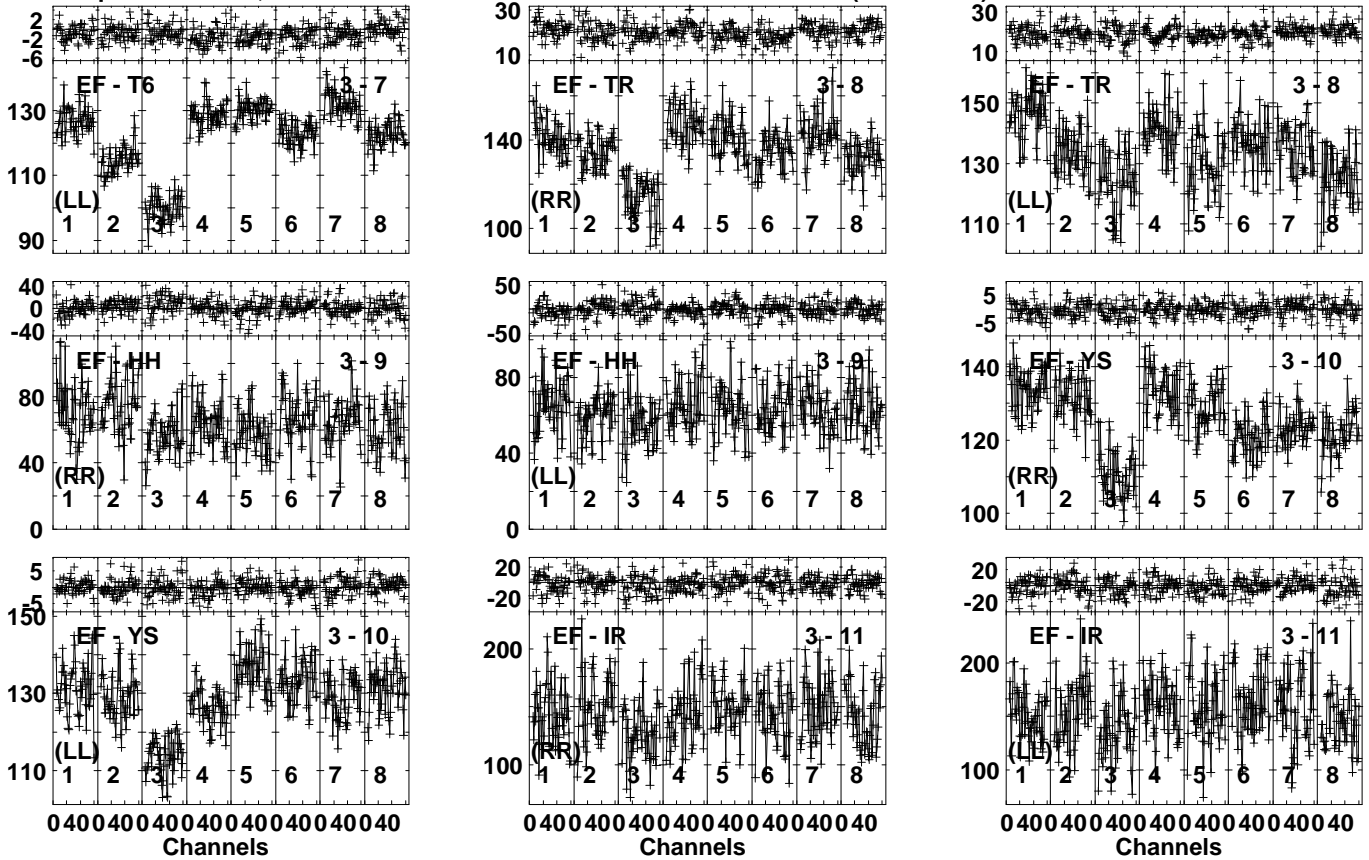 2
-2
-6
EF - T6 3 - 7
130
110
90
(LL)
1 2 3 4 5 6 7 8
30
10
EF - TR 3 - 8
140
100
(RR)
1 2 3 4 5 6 7 8
30
10
EF - TR 3 - 8
150
130
110
(LL)
1 2 3 4 5 6 7 8
40
0
-40
EF - HH 3 - 9
80
40
0
(RR)
1 2 3 4 5 6 7 8
50
-50
EF - HH 3 - 9
80
40
0
(LL)
1 2 3 4 5 6 7 8
5
-5
EF - YS 3 - 10
140
120
100
(RR)
1 2 3 4 5 6 7 8
5
-5
EF - YS 3 - 10
150
130
110
(LL)
1 2 3 4 5 6 7 8
0 40 0 40 0 40 0 40 0 40 0 40 0 40 0 40
Channels
20
-20
EF - IR 3 - 11
200
100
(RR)
1 2 3 4 5 6 7 8
0 40 0 40 0 40 0 40 0 40 0 40 0 40 0 40
Channels
20
-20
EF - IR 3 - 11
200
100
(LL)
1 2 3 4 5 6 7 8
0 40 0 40 0 40 0 40 0 40 0 40 0 40 0 40
Channels